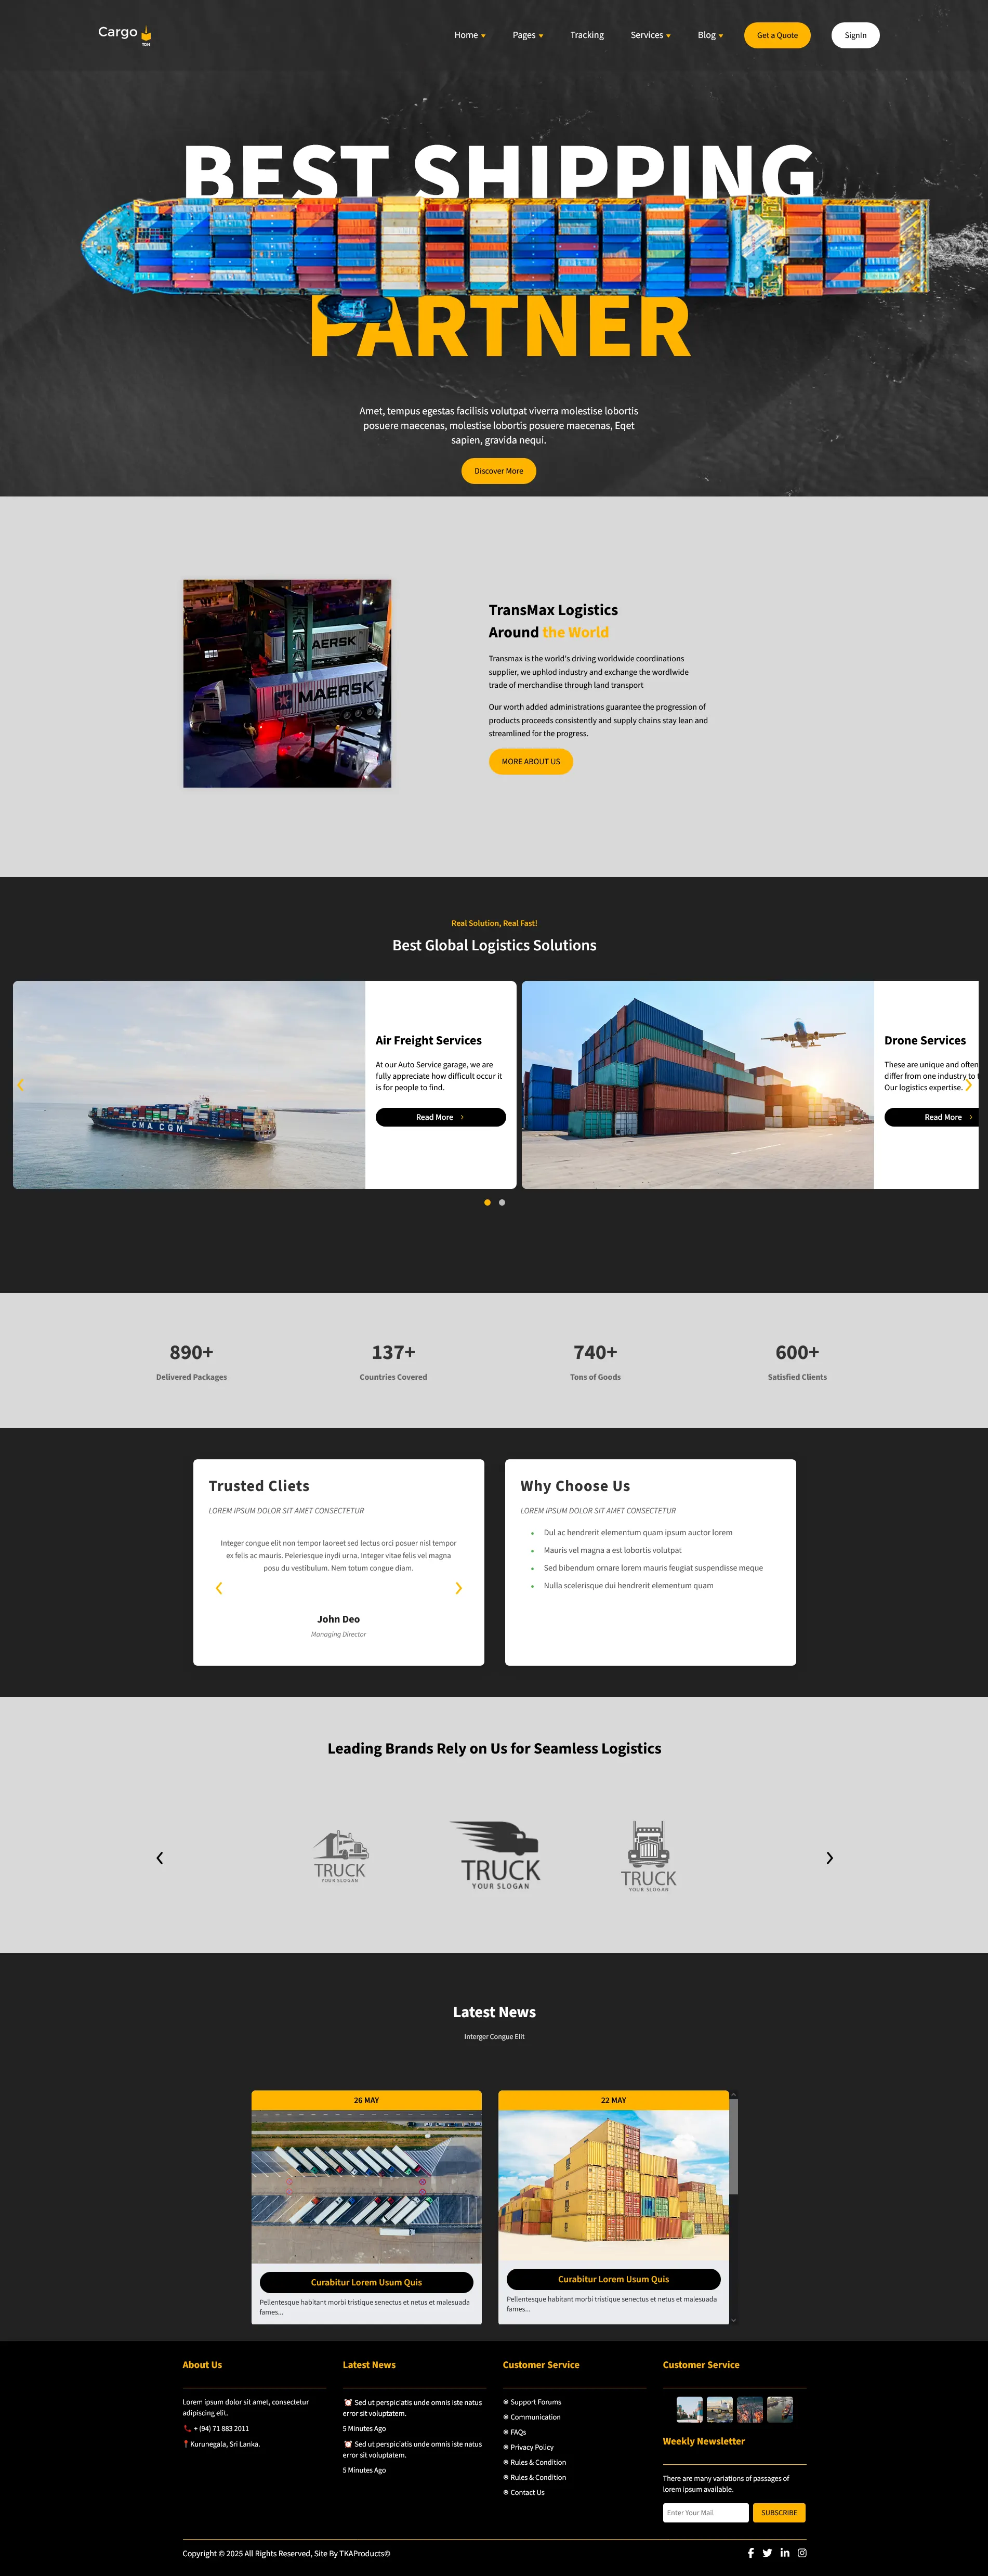 Cargo
TON
Home
Pages
Tracking
Services
Blog
Get a Quote
SignIn
BEST SHIPPING
PARTNER
Amet, tempus egestas facilisis volutpat viverra molestise lobortis
posuere maecenas, molestise lobortis posuere maecenas, Eqet
sapien, gravida nequi.
Discover More
MAERSK
MAERSK
TransMax Logistics
Around the World
Transmax is the world's driving worldwide coordinations
supplier, we uphlod industry and exchange the wordlwide
trade of merchandise through land transport
Our worth added administrations guarantee the progression of
products proceeds consistently and supply chains stay lean and
streamlined for the progress.
MORE ABOUT US
Real Solution, Real Fast!
Best Global Logistics Solutions
CMA CGM
Air Freight Services
At our Auto Service garage, we are
fully appreciate how difficult occur it
is for people to find.
Read More
Drone Services
These are unique and often
differ from one industry to
Our logistics expertise.
Read More
890+
Delivered Packages
137+
Countries Covered
740+
Tons of Goods
600+
Satisfied Clients
Trusted Cliets
LOREM IPSUM DOLOR SIT AMET CONSECTETUR
Integer congue elit non tempor laoreet sed lectus orci posuer nisl tempor
ex felis ac mauris. Peleriesque inydi urna. Integer vitae felis vel magna
posu du vestibulum. Nem totum congue diam.
John Deo
Managing Director
Why Choose Us
LOREM IPSUM DOLOR SIT AMET CONSECTETUR
Dul ac hendrerit elementum quam ipsum auctor lorem
Mauris vel magna a est lobortis volutpat
Sed bibendum ornare lorem mauris feugiat suspendisse meque
Nulla scelerisque dui hendrerit elementum quam
Leading Brands Rely on Us for Seamless Logistics
TRUCK
YOUR SLOGAN
TRUCK
YOUR SLOGAN
TRUCK
YOUR SLOGAN
Latest News
Interger Congue Elit
26 MAY
Curabitur Lorem Usum Quis
Pellentesque habitant morbi tristique senectus et netus et malesuada
fames...
22 MAY
Curabitur Lorem Usum Quis
Pellentesque habitant morbi tristique senectus et netus et malesuada
fames...
About Us
Lorem ipsum dolor sit amet, consectetur
adipiscing elit.
+ (94) 71 883 2011
Kurunegala, Sri Lanka.
Latest News
Sed ut perspiciatis unde omnis iste natus
error sit voluptatem.
5 Minutes Ago
Sed ut perspiciatis unde omnis iste natus
error sit voluptatem.
5 Minutes Ago
Customer Service
Support Forums
Communication
FAQs
Privacy Policy
Rules & Condition
Rules & Condition
Contact Us
Customer Service
Weekly Newsletter
There are many variations of passages of
lorem ipsum available.
Enter Your Mail
SUBSCRIBE
Copyright © 2025 All Rights Reserved, Site By TKAProducts©